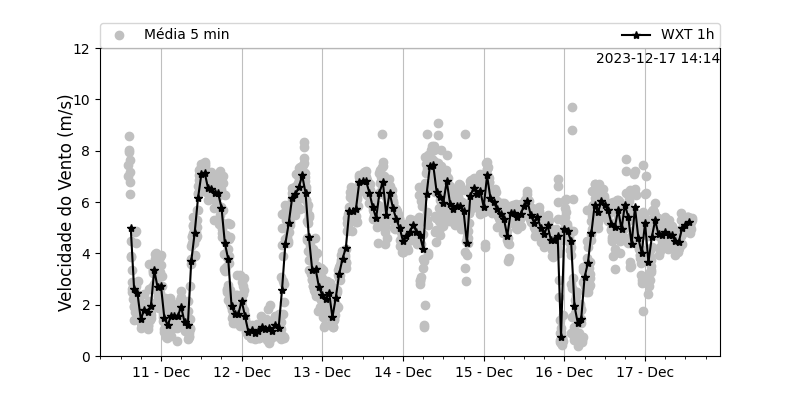 Média 5 min
WXT 1h
2023-12-17 14:14
Velocidade do Vento (m/s)
12
10
8
6
4
2
0
11 - Dec
12 - Dec
13 - Dec
14 - Dec
15 - Dec
16 - Dec
17 - Dec